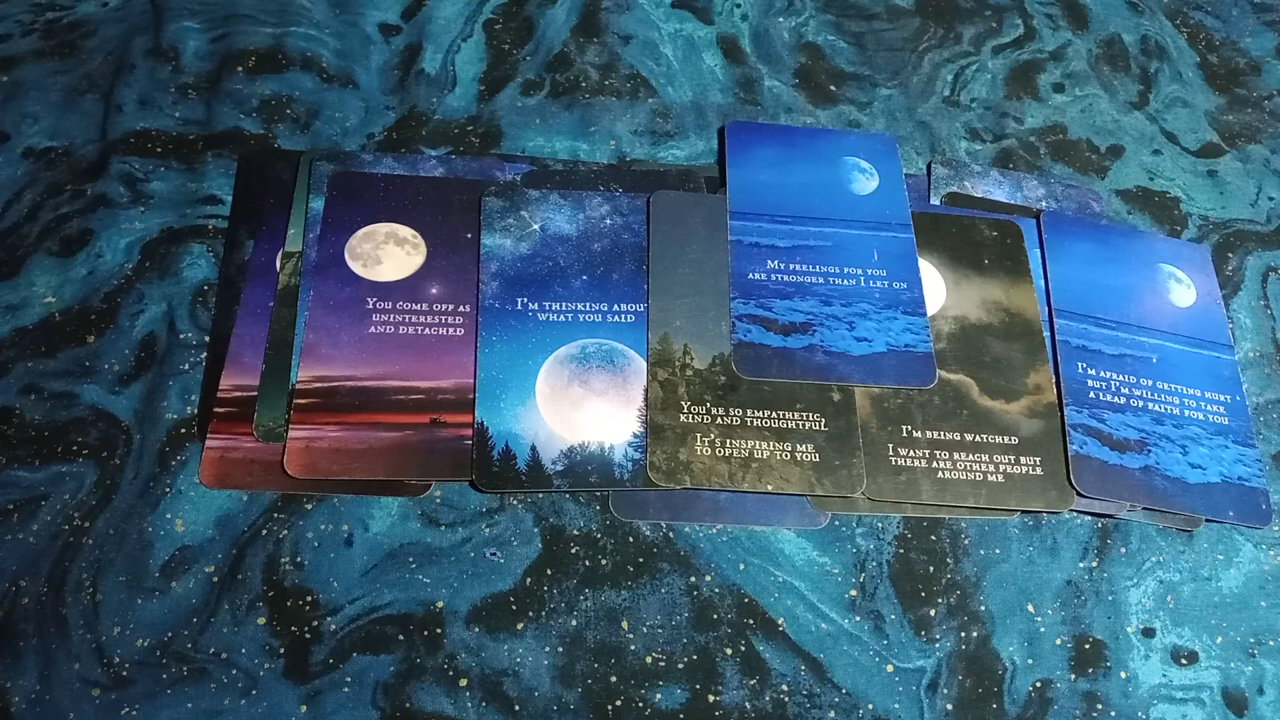 You come off as
uninterested
and detached
I'm thinking abou
what you said
You're so empathetic,
kind and thoughtful
It's inspiring me
to open up to you
My feelings for you
are stronger than I let on
I'm being watched
I want to reach out but
there are other people
around me
I'm afraid of getting hurt
but I'm willing to take
a leap of faith for you